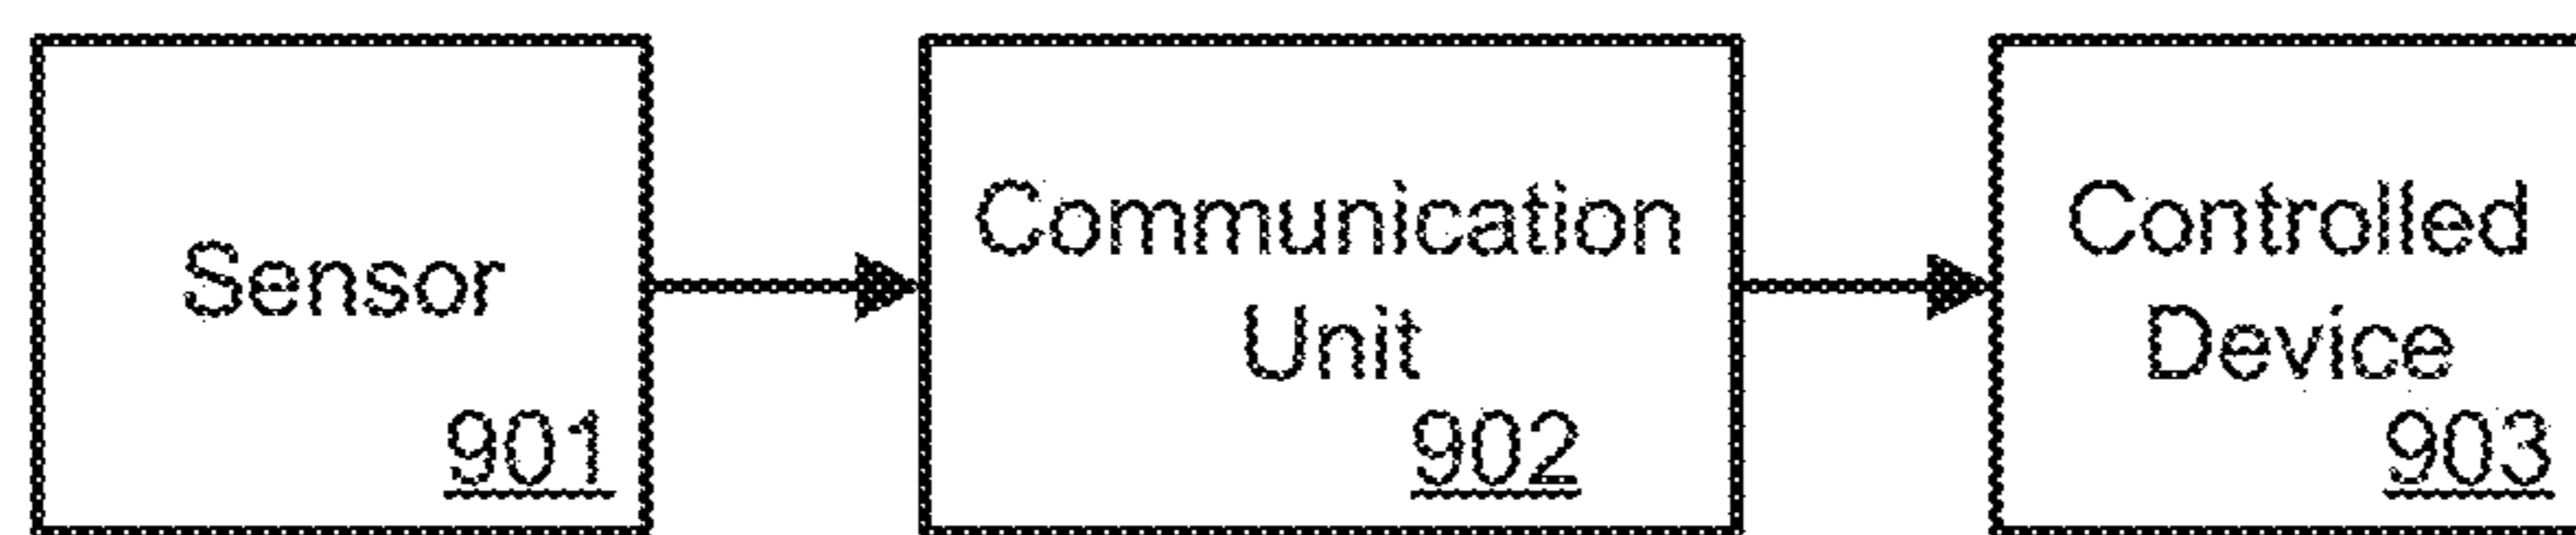 Sensor
901
Communication
Unit
902
Controlled
Device
903